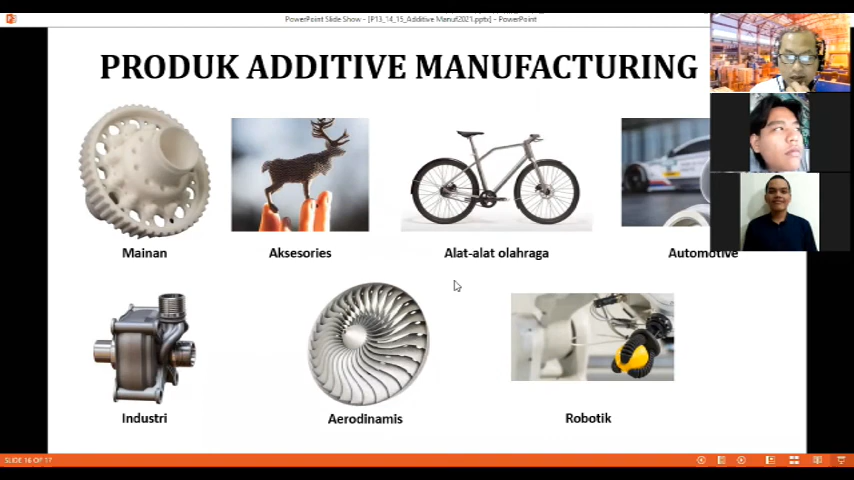 PowerPoint Slide Show - [P13_14_15_Additive Manuf2021.pptx] - PowerPoint
PRODUK ADDITIVE MANUFACTURING
Mainan
Aksesories
Alat-alat olahraga
Automotive
Industri
Aerodinamis
Robotik
SLIDE 16 OF 17